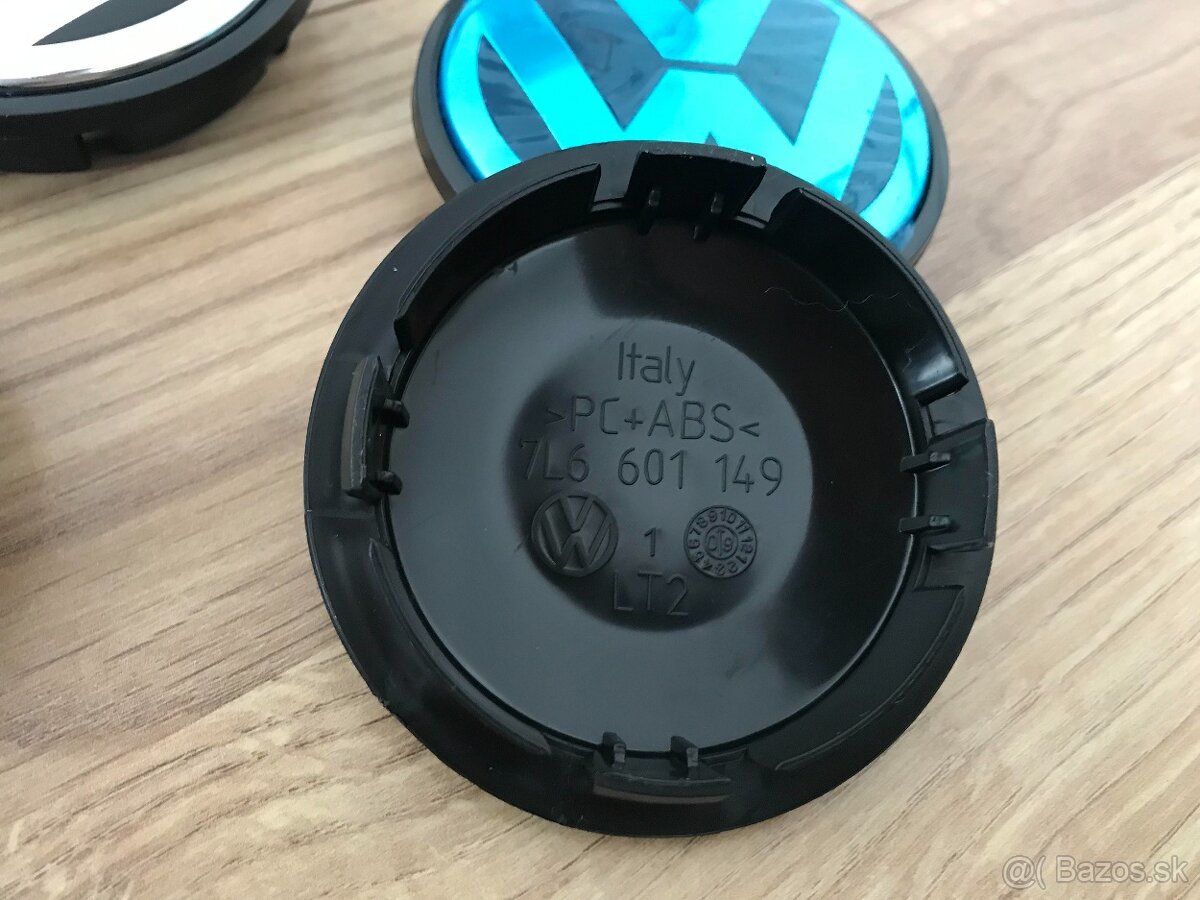 Italy
>PC+ABS<
7L6 601 149
1
LT2
@( Bazos.sk